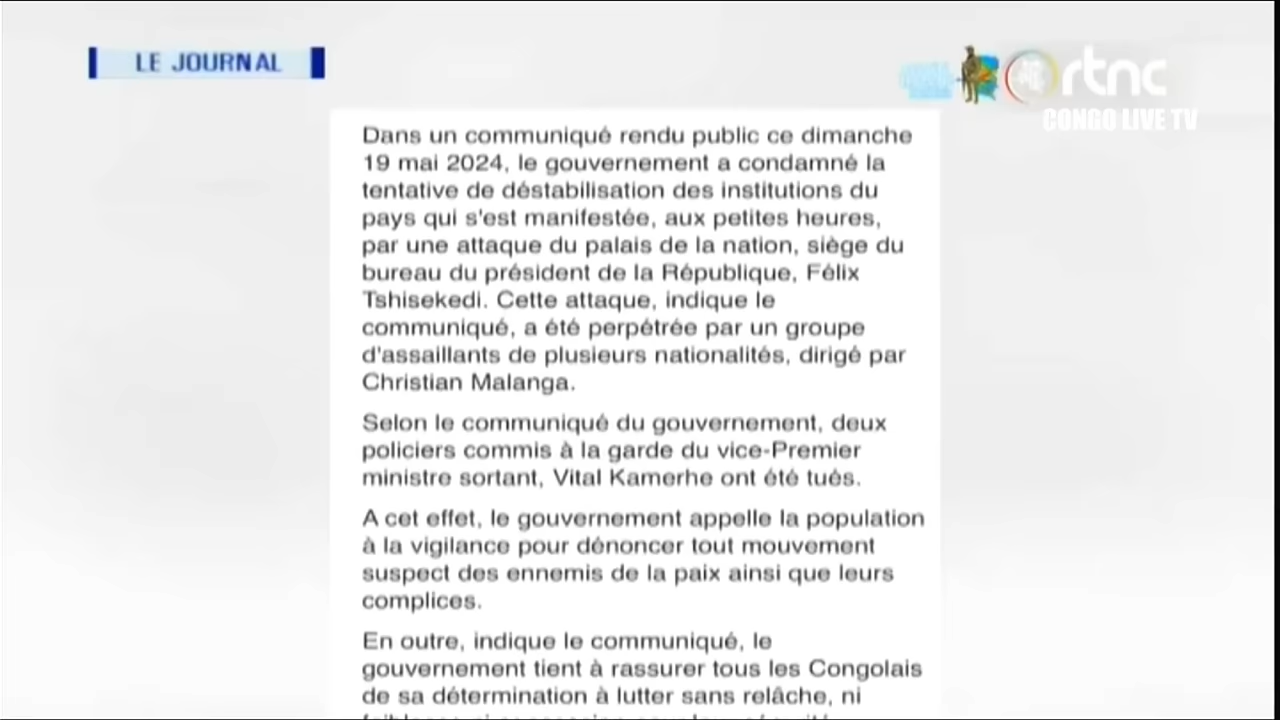 LE JOURNAL
rtnc
CONGO LIVE TV
Dans un communiqué rendu public ce dimanche
19 mai 2024, le gouvernement a condamné la
tentative de déstabilisation des institutions du
pays qui s'est manifestée, aux petites heures,
par une attaque du palais de la nation, siège du
bureau du président de la République, Félix
Tshisekedi. Cette attaque, indique le
communiqué, a été perpétrée par un groupe
d'assaillants de plusieurs nationalités, dirigé par
Christian Malanga.
Selon le communiqué du gouvernement, deux
policiers commis à la garde du vice-Premier
ministre sortant, Vital Kamerhe ont été tués.
A cet effet, le gouvernement appelle la population
à la vigilance pour dénoncer tout mouvement
suspect des ennemis de la paix ainsi que leurs
complices.
En outre, indique le communiqué, le
gouvernement tient à rassurer tous les Congolais
de sa détermination à lutter sans relâche, ni